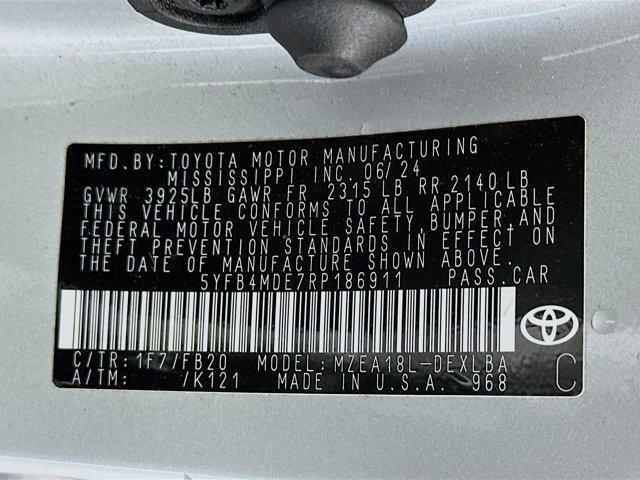 MFD. BY: TOYOTA MOTOR MANUFACTURING
MISSISSIPPI INC. 06/24
GVWR 3925LB GAWR FR 2315 LB RR 2140 LB
THIS VEHICLE CONFORMS TO ALL APPLICABLE
FEDERAL MOTOR VEHICLE SAFETY, BUMPER, AND
THEFT PREVENTION STANDARDS IN EFFECT ON
THE DATE OF MANUFACTURE SHOWN ABOVE.
5YFB4MDE7RP186911 PASS. CAR
C/TR: 1F7/FB20 MODEL: MZEA18L-DEXLBA
A/TM: /K121 MADE IN U.S.A. 968 C